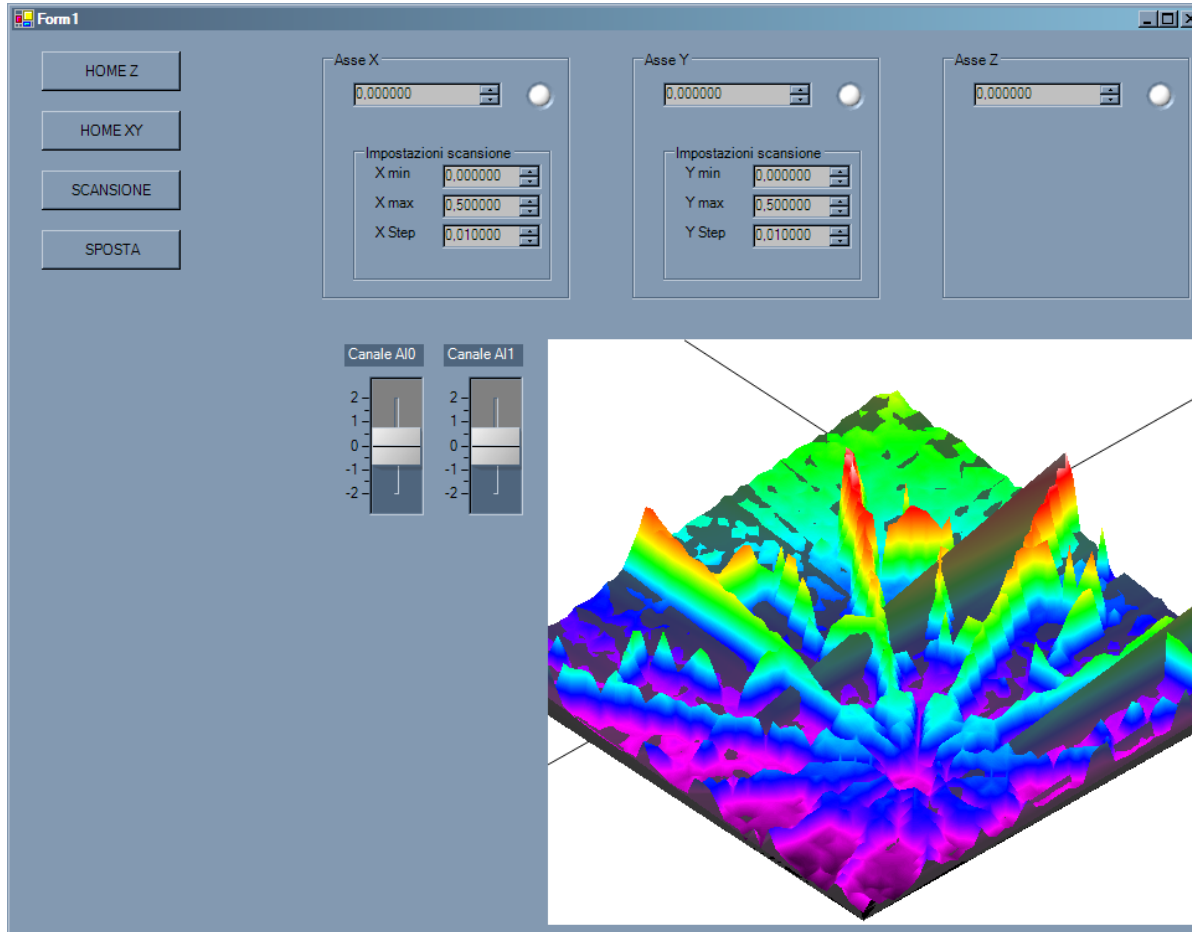 Form1
HOME Z
HOME XY
SCANSIONE
SPOSTA
Asse X
0,000000
Impostazioni scansione
X min 0,000000
X max 0,500000
X Step 0,010000
Asse Y
0,000000
Impostazioni scansione
Y min 0,000000
Y max 0,500000
Y Step 0,010000
Asse Z
0,000000
Canale AI0
2
1
0
-1
-2
Canale AI1
2
1
0
-1
-2